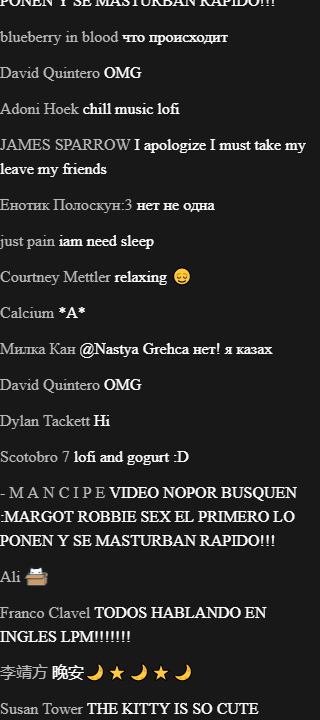 PONEN Y SE MASTURBAN RAPIDO!!!
blueberry in blood что происходит
David Quintero OMG
Adoni Hoek chill music lofi
JAMES SPARROW I apologize I must take my
leave my friends
Енотик Полоскун:3 нет не одна
just pain iam need sleep
Courtney Mettler relaxing 😌
Calcium *A*
Милка Кан @Nastya Grehca нет! я казах
David Quintero OMG
Dylan Tackett Hi
Scotobro 7 lofi and gogurt :D
- M A N C I P E VIDEO NOPOR BUSQUEN
:MARGOT ROBBIE SEX EL PRIMERO LO
PONEN Y SE MASTURBAN RAPIDO!!!
Ali
Franco Clavel TODOS HABLANDO EN
INGLES LPM!!!!!!!
李靖方 晚安🌙⭐🌙⭐🌙
Susan Tower THE KITTY IS SO CUTE